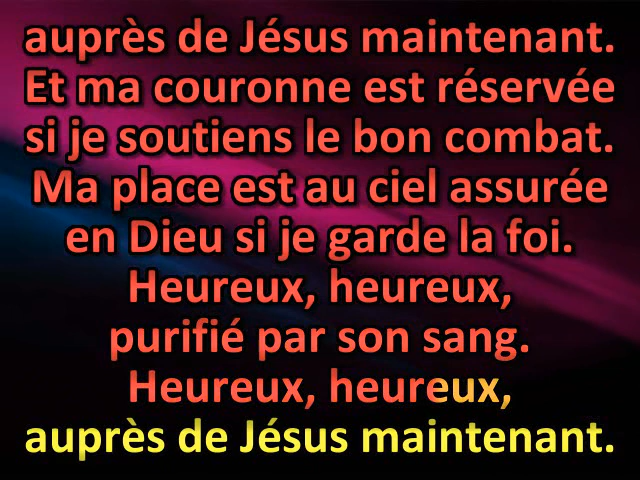 auprès de Jésus maintenant.
Et ma couronne est réservée
si je soutiens le bon combat.
Ma place est au ciel assurée
en Dieu si je garde la foi.
Heureux, heureux,
purifié par son sang.
Heureux, heureux,
auprès de Jésus maintenant.